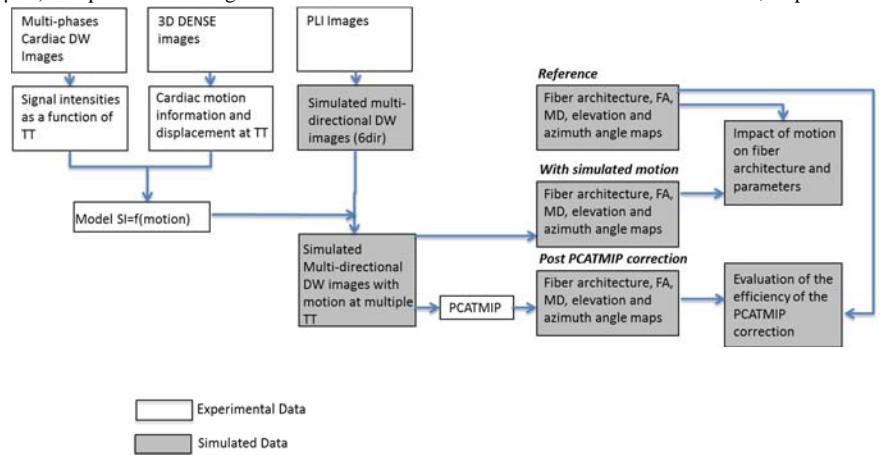 Multi-phases
Cardiac DW
Images
3D DENSE
images
PLI Images
Signal intensities
as a function of
TT
Cardiac motion
information and
displacement at TT
Simulated multi-
directional DW
images (6dir)
Model SI=f(motion)
Simulated
Multi-directional
DW images with
motion at multiple
TT
PCATMIP
Reference
Fiber architecture, FA,
MD, elevation and
azimuth angle maps
With simulated motion
Fiber architecture, FA,
MD, elevation and
azimuth angle maps
Post PCATMIP correction
Fiber architecture, FA,
MD, elevation and
azimuth angle maps
Impact of motion
on fiber
architecture and
parameters
Evaluation of the
efficiency of the
PCATMIP
correction
Experimental Data
Simulated Data